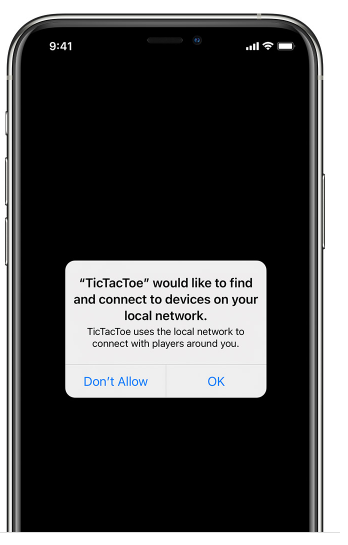 9:41
“TicTacToe” would like to find
and connect to devices on your
local network.
TicTacToe uses the local network to
connect with players around you.
Don’t Allow
OK